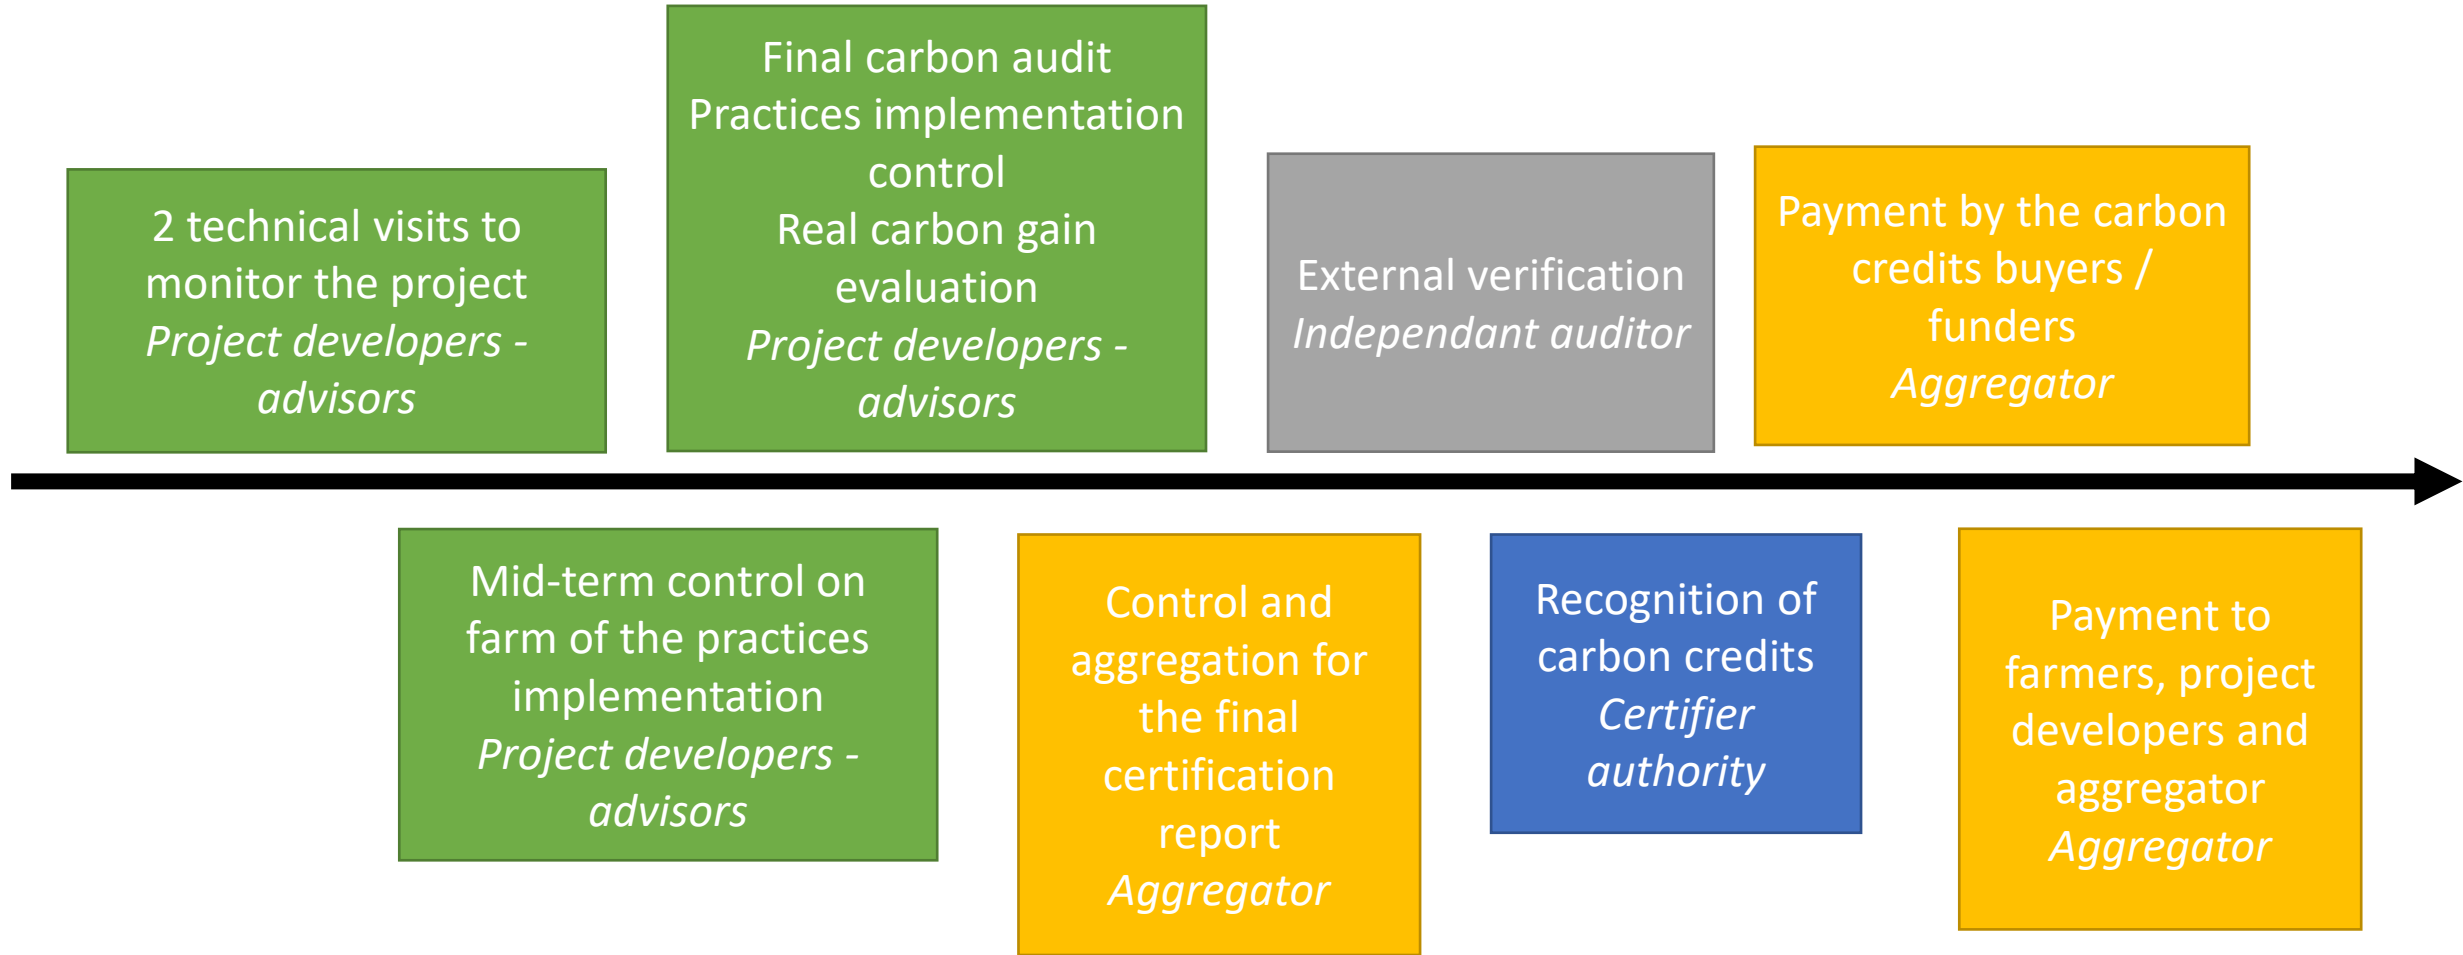 2 technical visits to
monitor the project
Project developers -
advisors
Final carbon audit
Practices implementation
control
Real carbon gain
evaluation
Project developers -
advisors
External verification
Independant auditor
Payment by the carbon
credits buyers /
funders
Aggregator
Mid-term control on
farm of the practices
implementation
Project developers -
advisors
Control and
aggregation for
the final
certification
report
Aggregator
Recognition of
carbon credits
Certifier
authority
Payment to
farmers, project
developers and
aggregator
Aggregator